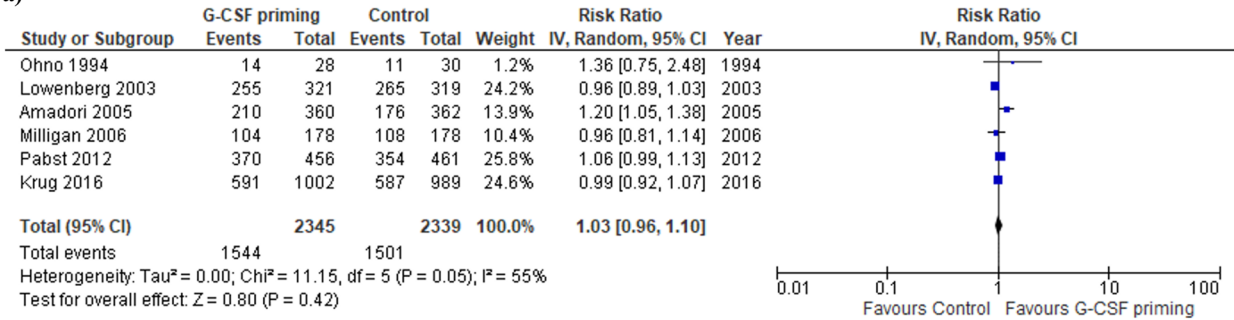 a)
G-CSF priming Control Risk Ratio Risk Ratio
Study or Subgroup Events Total Events Total Weight IV, Random, 95% CI Year IV, Random, 95% CI
Ohno 1994 14 28 11 30 1.2% 1.36 [0.75, 2.48] 1994
Lowenberg 2003 255 321 265 319 24.2% 0.96 [0.89, 1.03] 2003
Amadori 2005 210 360 176 362 13.9% 1.20 [1.05, 1.38] 2005
Milligan 2006 104 178 108 178 10.4% 0.96 [0.81, 1.14] 2006
Pabst 2012 370 456 354 461 25.8% 1.06 [0.99, 1.13] 2012
Krug 2016 591 1002 587 989 24.6% 0.99 [0.92, 1.07] 2016
Total (95% CI) 2345 2339 100.0% 1.03 [0.96, 1.10]
Total events 1544 1501
Heterogeneity: Tau² = 0.00; Chi² = 11.15, df = 5 (P = 0.05); I² = 55%
Test for overall effect: Z = 0.80 (P = 0.42)
0.01 0.1 1 10 100
Favours Control Favours G-CSF priming